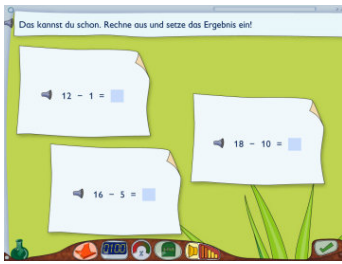 Das kannst du schon. Rechne aus und setze das Ergebnis ein!
12 - 1 =
18 - 10 =
16 - 5 =